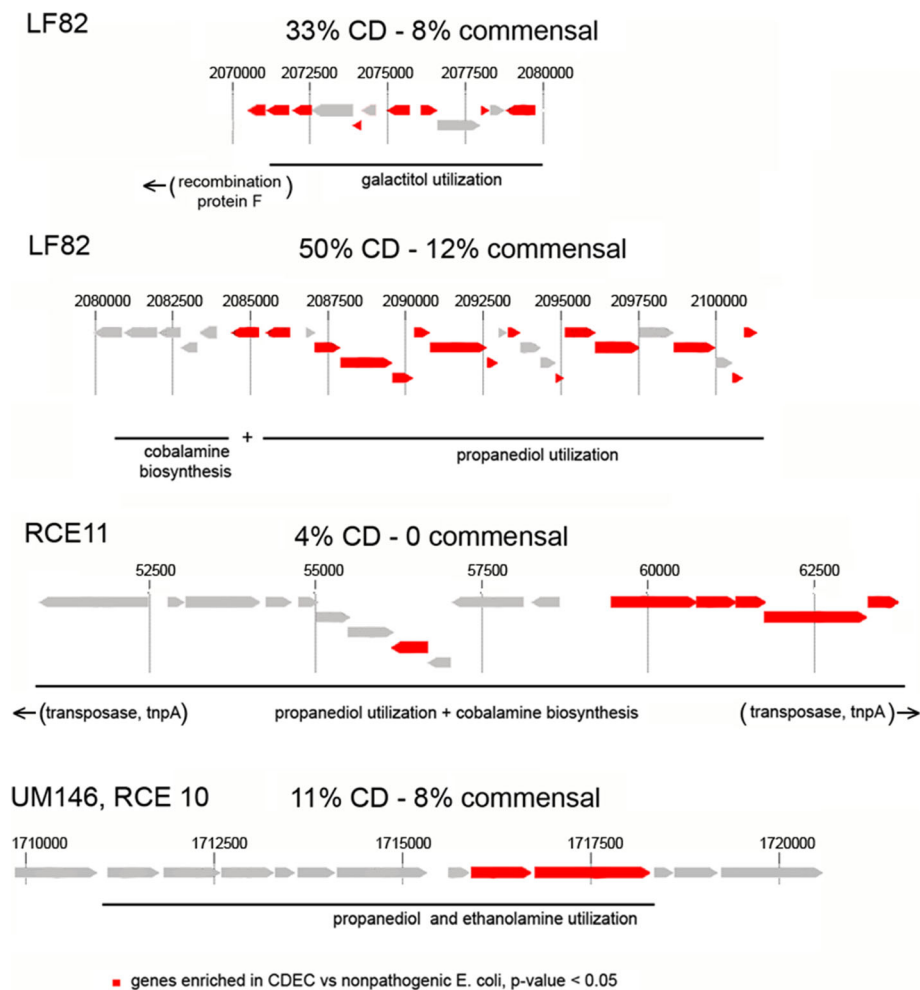 LF82
33% CD - 8% commensal
2070000 2072500 2075000 2077500 2080000
(recombination protein F)
galactitol utilization
LF82
50% CD - 12% commensal
2080000 2082500 2085000 2087500 2090000 2092500 2095000 2097500 2100000
cobalamine biosynthesis
+
propanediol utilization
RCE11
4% CD - 0 commensal
52500 55000 57500 60000 62500
(transposase, tnpA)
propanediol utilization + cobalamine biosynthesis
(transposase, tnpA)
UM146, RCE 10
11% CD - 8% commensal
1710000 1712500 1715000 1717500 1720000
propanediol and ethanolamine utilization
genes enriched in CDEC vs nonpathogenic E. coli, p-value < 0.05